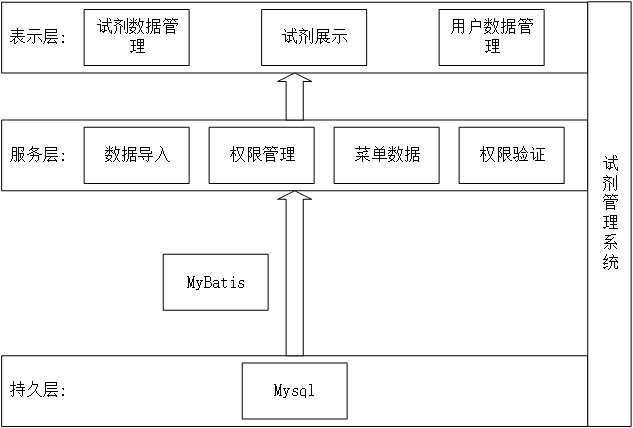 表示层:
试剂数据管
理
试剂展示
用户数据管
理
服务层:
数据导入
权限管理
菜单数据
权限验证
MyBatis
持久层:
Mysql
试剂管理系统